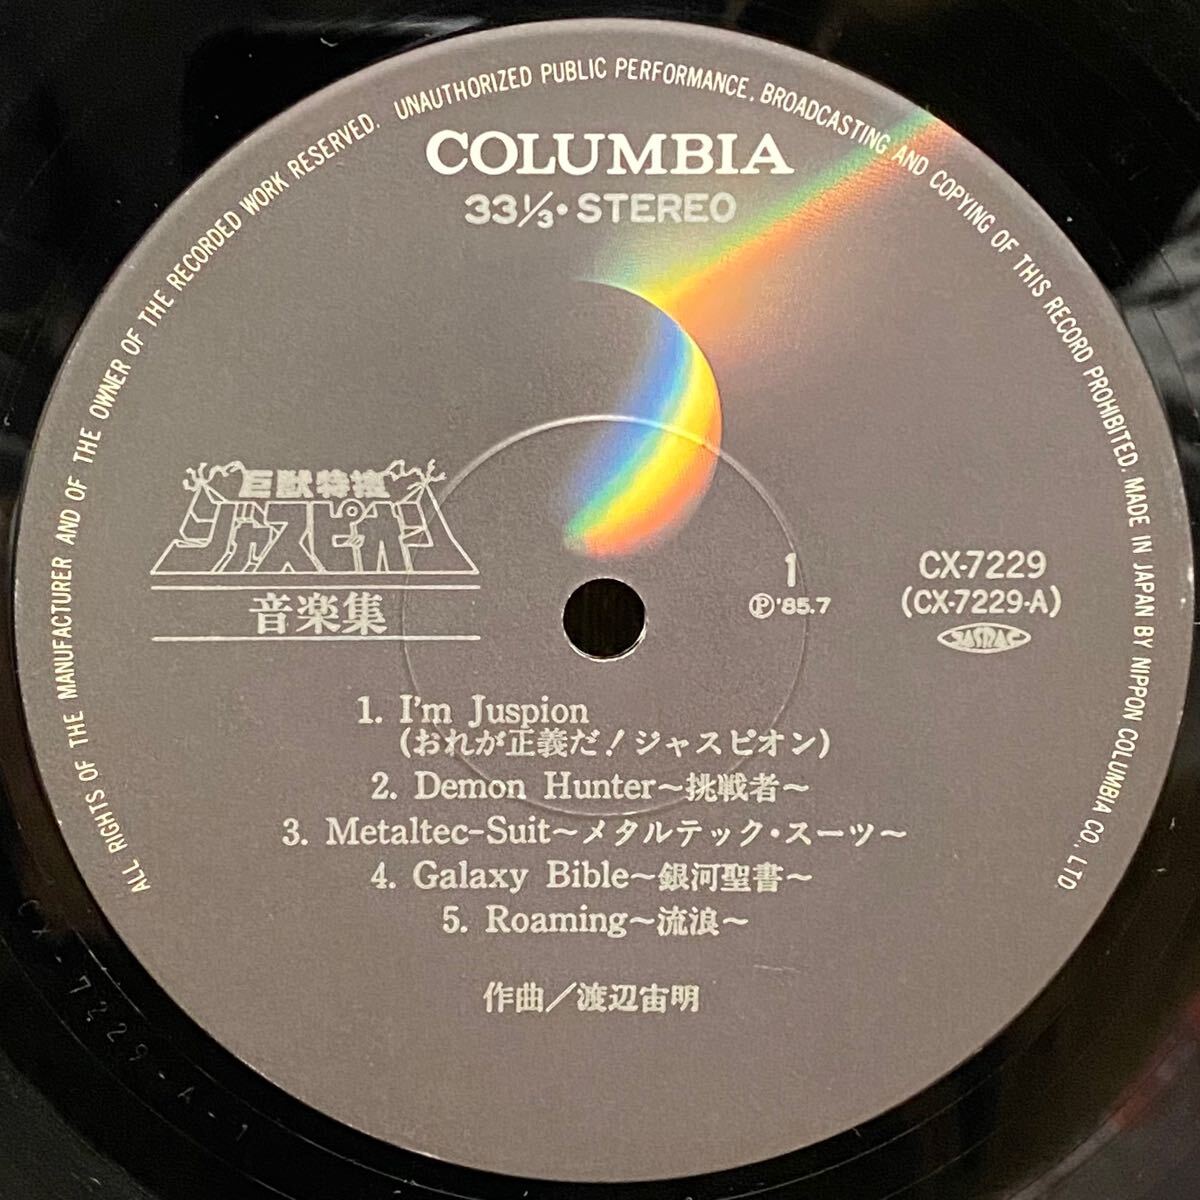 ALL RIGHTS OF THE MANUFACTURER AND OF THE OWNER OF THE RECORDED WORK RESERVED. UNAUTHORIZED PUBLIC PERFORMANCE, BROADCASTING AND COPYING OF THIS RECORD PROHIBITED. MADE IN JAPAN BY NIPPON COLUMBIA CO., LTD.
COLUMBIA
33⅓・STEREO
巨獣特捜
ジャスピオン
音楽集
1
Ⓟ'85.7
CX-7229
(CX-7229-A)
JASRAC
1. I'm Juspion
(おれが正義だ!ジャスピオン)
2. Demon Hunter〜挑戦者〜
3. Metaltec-Suit〜メタルテック・スーツ〜
4. Galaxy Bible〜銀河聖書〜
5. Roaming〜流浪〜
作曲/渡辺宙明
CX-7229-A-1